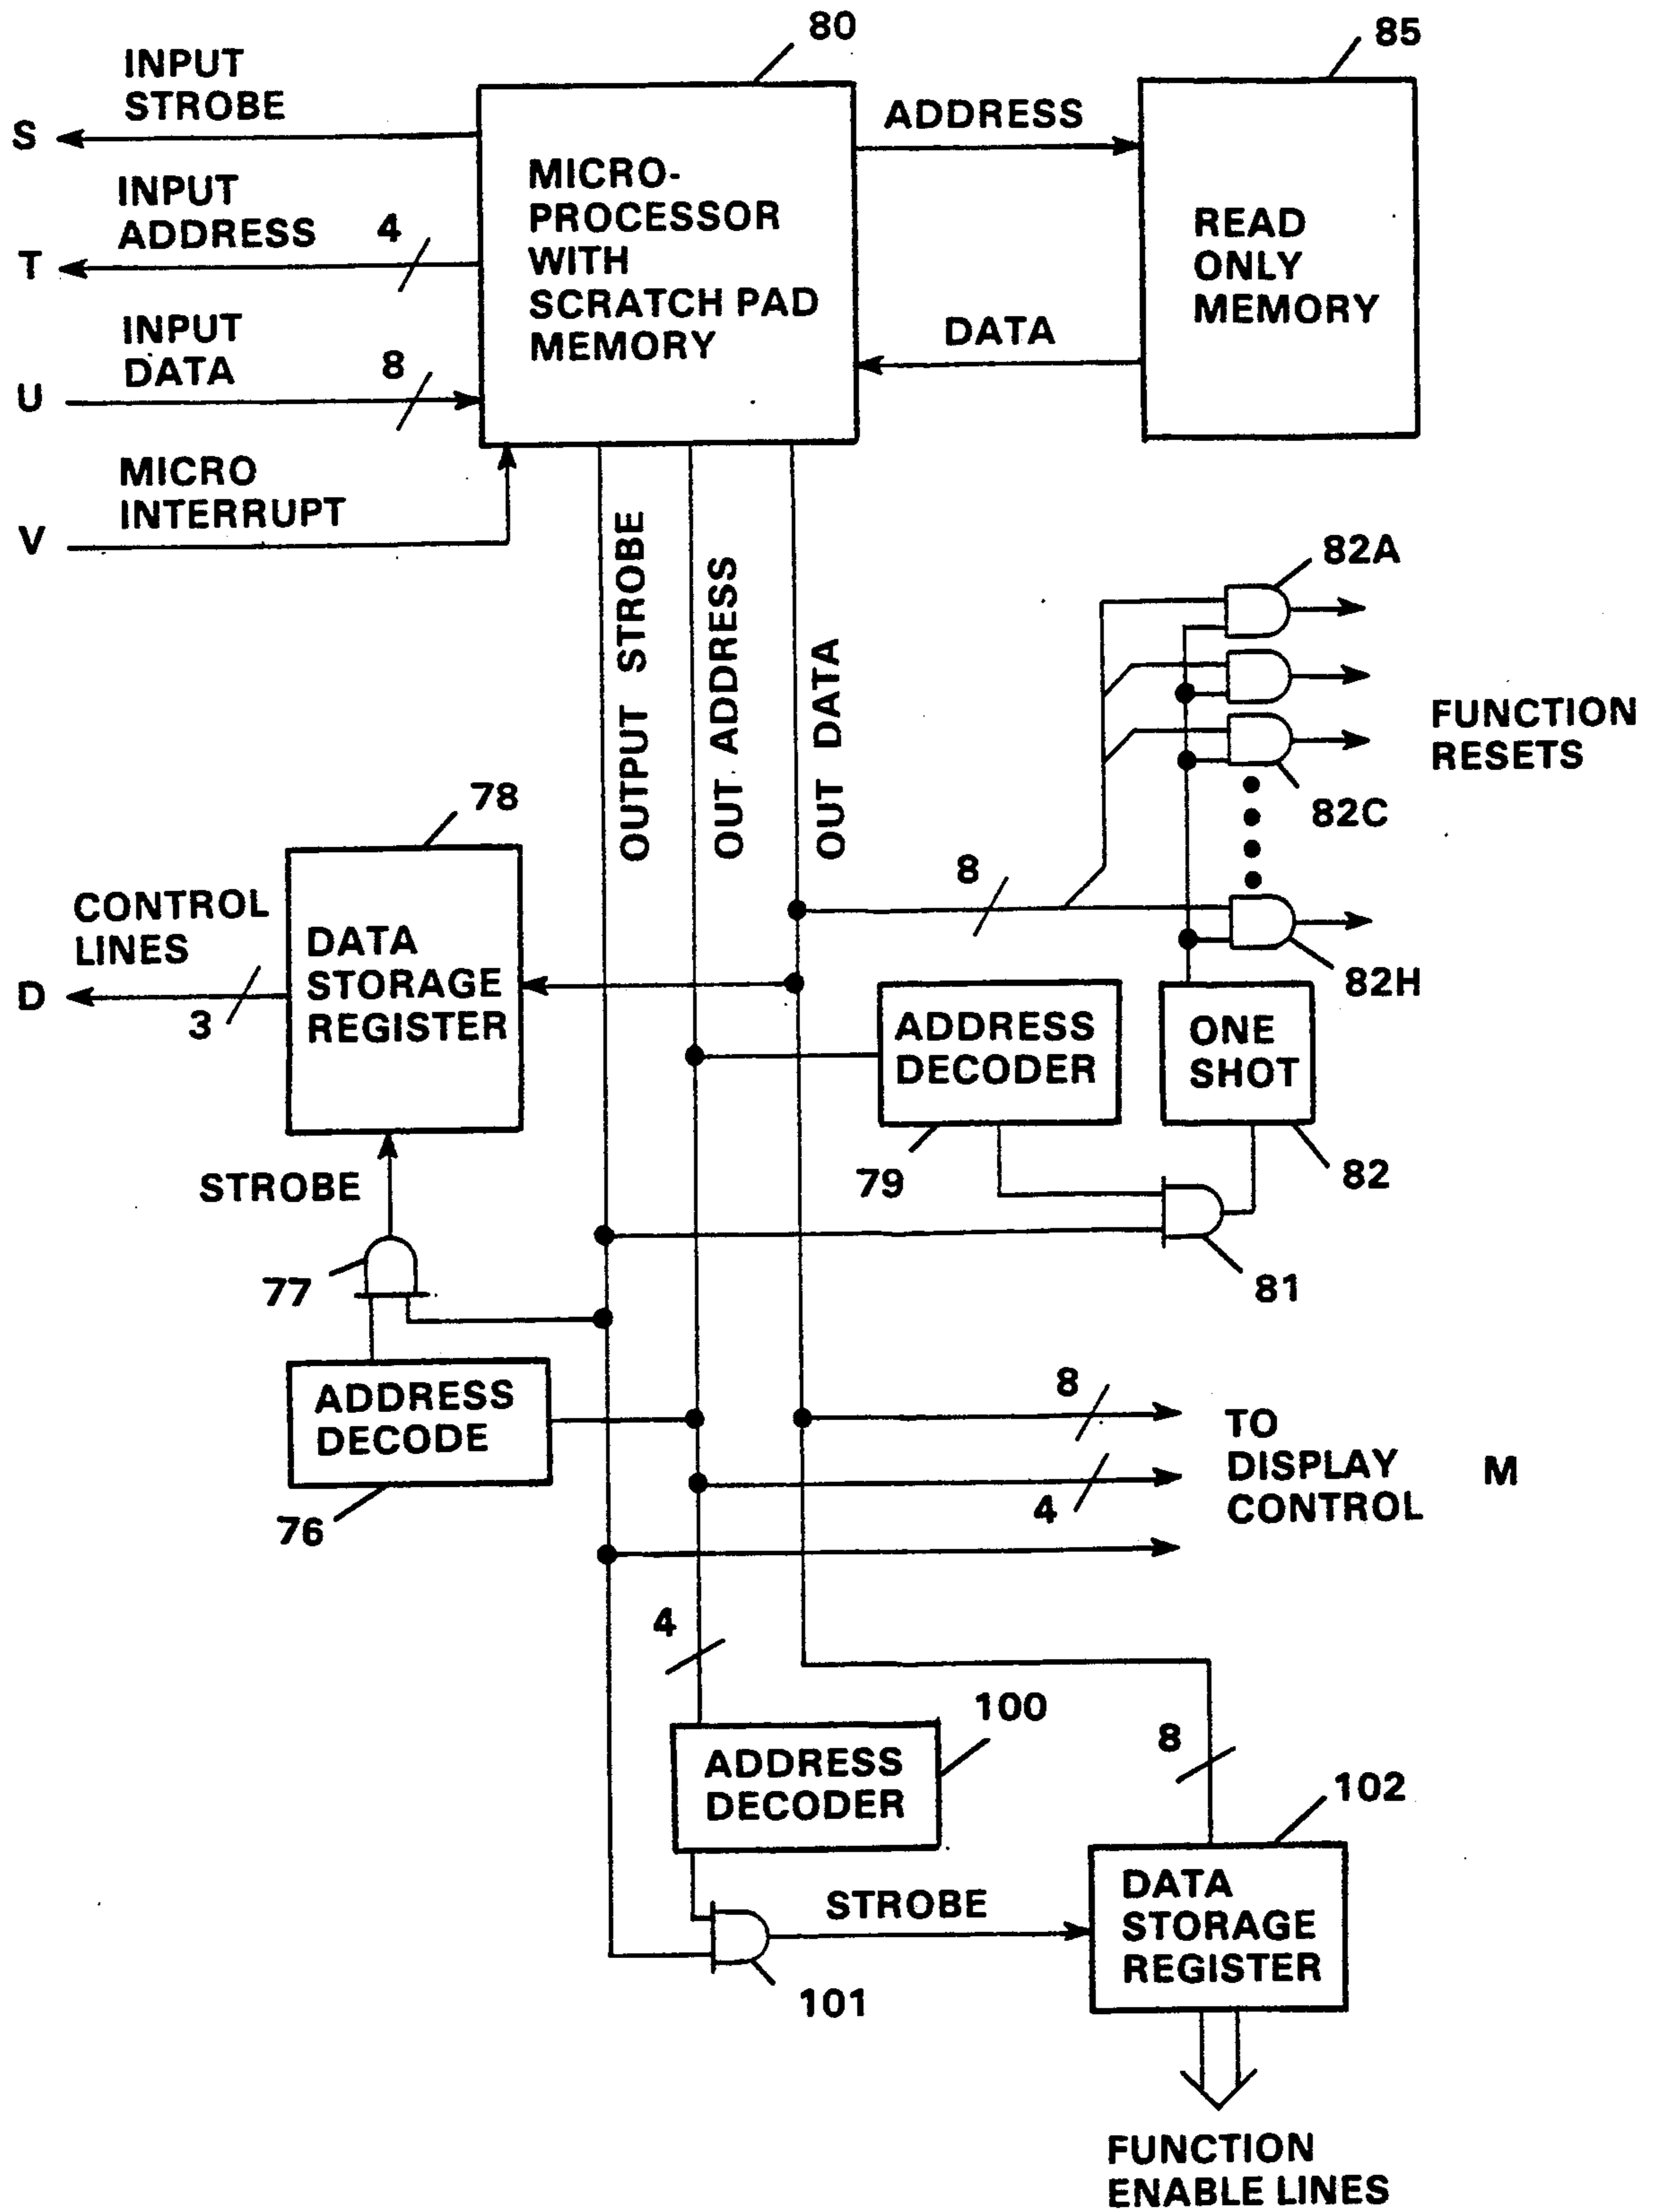 80
85
INPUT
STROBE
S
ADDRESS
MICRO-
PROCESSOR
WITH
SCRATCH PAD
MEMORY
READ
ONLY
MEMORY
INPUT
ADDRESS
4
T
DATA
INPUT
DATA
8
U
MICRO
INTERRUPT
V
OUTPUT STROBE
OUT ADDRESS
OUT DATA
82A
FUNCTION
RESETS
82C
78
8
CONTROL
LINES
DATA
STORAGE
REGISTER
D
3
82H
ADDRESS
DECODER
ONE
SHOT
79
82
STROBE
77
81
ADDRESS
DECODE
76
8
4
TO
DISPLAY
CONTROL
M
4
100
ADDRESS
DECODER
8
102
STROBE
DATA
STORAGE
REGISTER
101
FUNCTION
ENABLE LINES